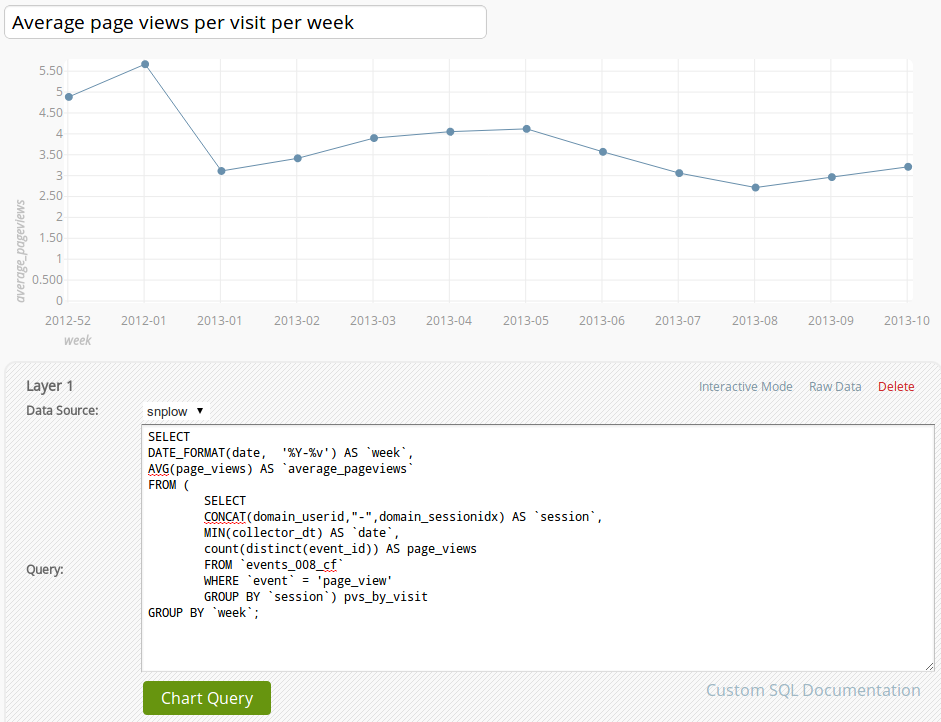 Average page views per visit per week
5.50
5
4.50
4
3.50
3
2.50
2
1.50
1
0.500
0
average_pageviews
2012-52 2012-01 2013-01 2013-02 2013-03 2013-04 2013-05 2013-06 2013-07 2013-08 2013-09 2013-10
week
Layer 1 Interactive Mode Raw Data Delete
Data Source: snplow
Query:
SELECT
DATE_FORMAT(date,  '%Y-%v') AS `week`,
AVG(page_views) AS `average_pageviews`
FROM (
SELECT
CONCAT(domain_userid,"-",domain_sessionidx) AS `session`,
MIN(collector_dt) AS `date`,
count(distinct(event_id)) AS page_views
FROM `events_008_cf`
WHERE `event` = 'page_view'
GROUP BY `session`) pvs_by_visit
GROUP BY `week`;
Chart Query Custom SQL Documentation